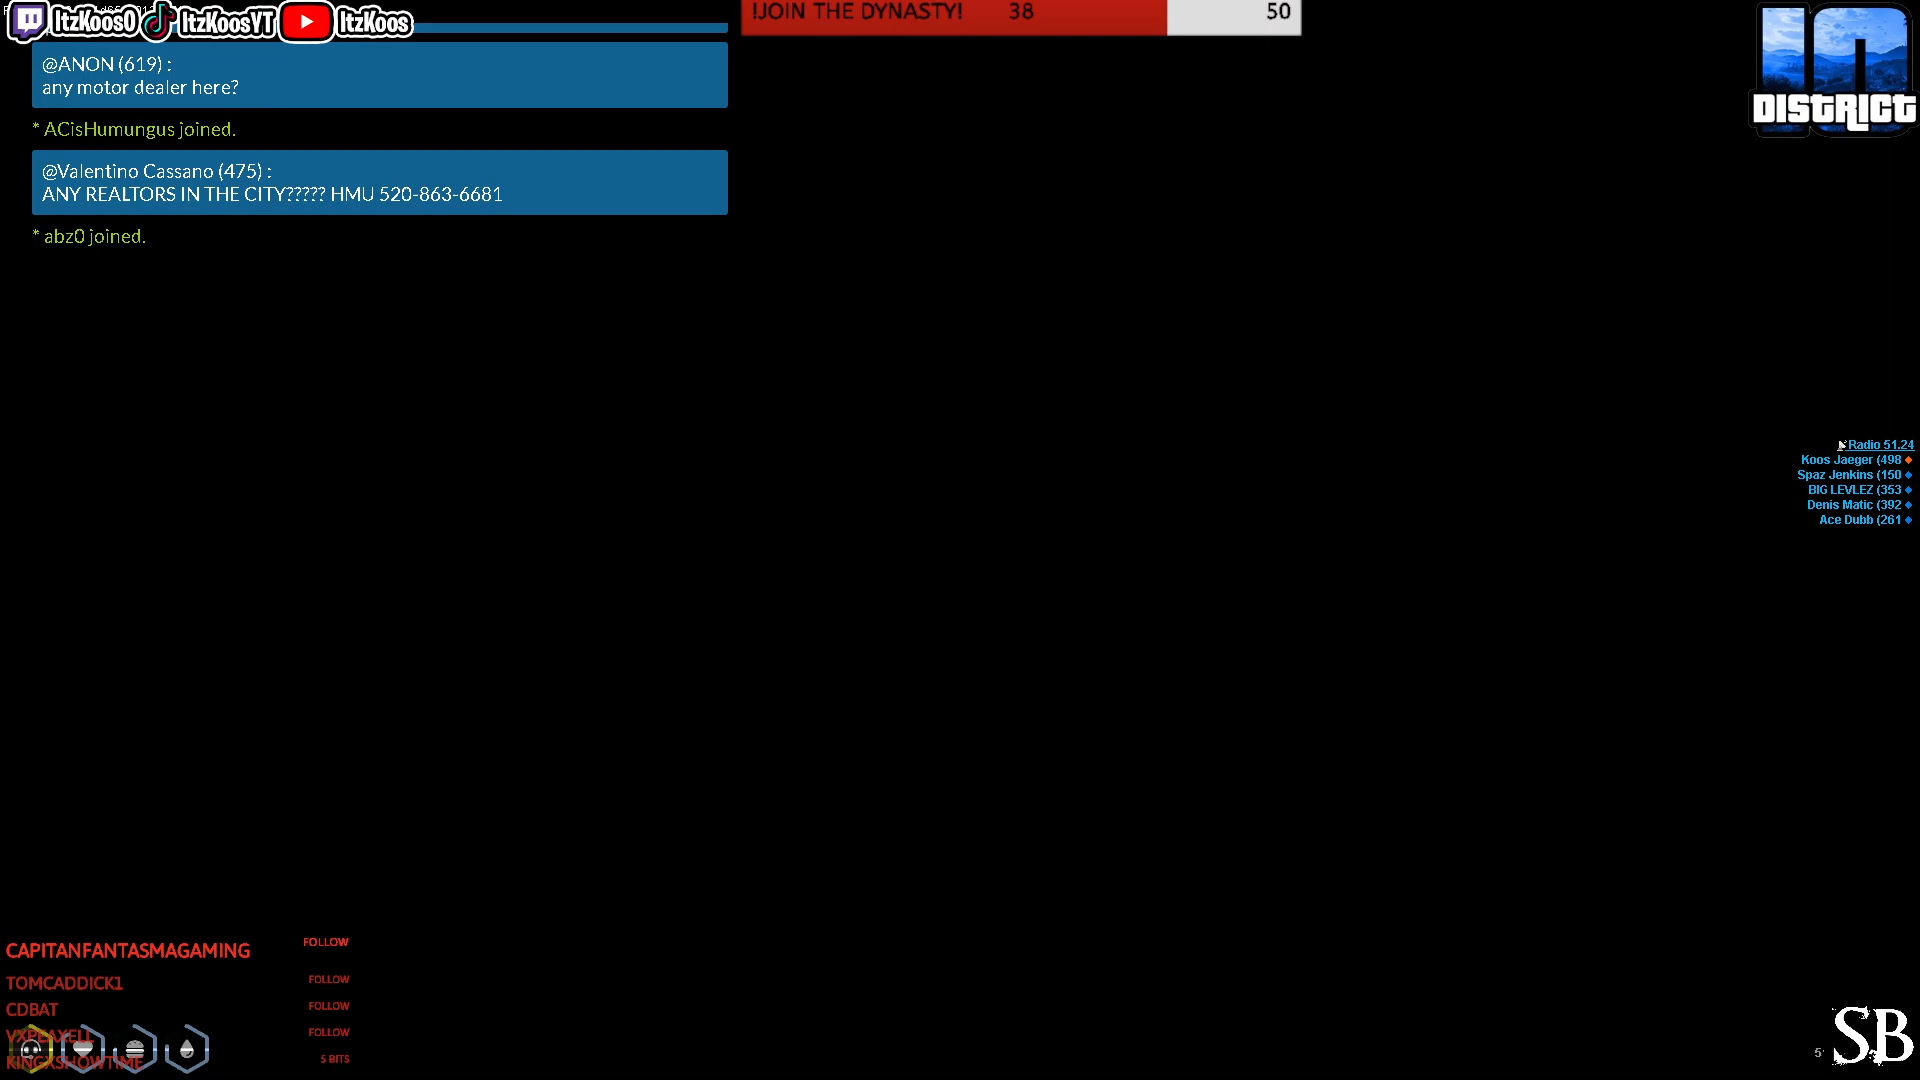 ItzKoos0 ItzKoosYT ItzKoos
!JOIN THE DYNASTY! 38 50
10
DISTRICT
@ANON (619) :
any motor dealer here?
* ACisHumungus joined.
@Valentino Cassano (475) :
ANY REALTORS IN THE CITY????? HMU 520-863-6681
* abz0 joined.
Radio 51.24
Koos Jaeger (498
Spaz Jenkins (150
BIG LEVLEZ (353
Denis Matic (392
Ace Dubb (261
CAPITANFANTASMAGAMING FOLLOW
TOMCADDICK1 FOLLOW
CDBAT FOLLOW
VXPEAXELL FOLLOW
KINGXSHOWTIME 5 BITS
SB